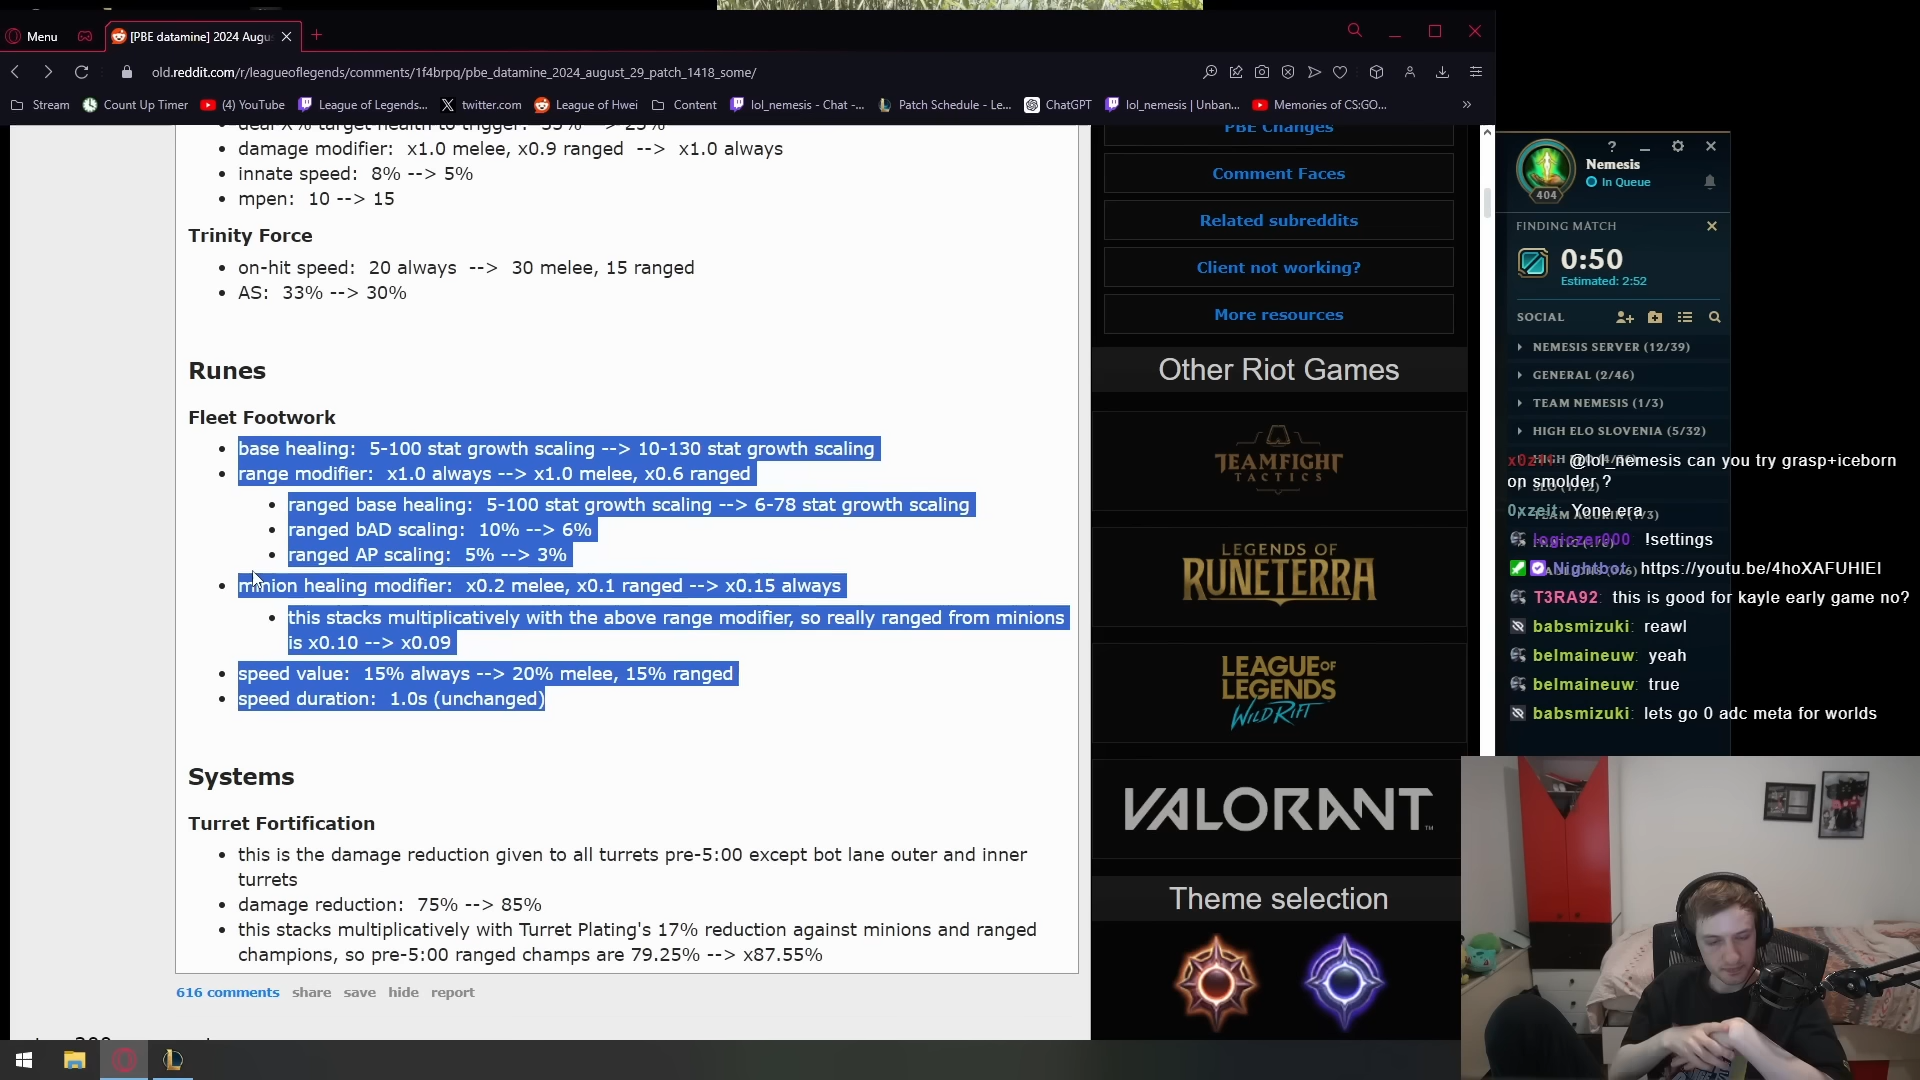 Menu
[PBE datamine] 2024 Augu
old.reddit.com/r/leagueoflegends/comments/1f4brpq/pbe_datamine_2024_august_29_patch_1418_some/
Stream
Count Up Timer
(4) YouTube
League of Legends...
twitter.com
League of Hwei
Content
lol_nemesis - Chat -...
Patch Schedule - Le...
ChatGPT
lol_nemesis | Unban...
Memories of CS:GO...
deal X% target health to trigger: 35% --> 25%
damage modifier: x1.0 melee, x0.9 ranged --> x1.0 always
innate speed: 8% --> 5%
mpen: 10 --> 15
Trinity Force
on-hit speed: 20 always --> 30 melee, 15 ranged
AS: 33% --> 30%
Runes
Fleet Footwork
base healing: 5-100 stat growth scaling --> 10-130 stat growth scaling
range modifier: x1.0 always --> x1.0 melee, x0.6 ranged
ranged base healing: 5-100 stat growth scaling --> 6-78 stat growth scaling
ranged bAD scaling: 10% --> 6%
ranged AP scaling: 5% --> 3%
minion healing modifier: x0.2 melee, x0.1 ranged --> x0.15 always
this stacks multiplicatively with the above range modifier, so really ranged from minions
is x0.10 --> x0.09
speed value: 15% always --> 20% melee, 15% ranged
speed duration: 1.0s (unchanged)
Systems
Turret Fortification
this is the damage reduction given to all turrets pre-5:00 except bot lane outer and inner
turrets
damage reduction: 75% --> 85%
this stacks multiplicatively with Turret Plating's 17% reduction against minions and ranged
champions, so pre-5:00 ranged champs are 79.25% --> x87.55%
616 comments share save hide report
PBE Changes
Comment Faces
Related subreddits
Client not working?
More resources
Other Riot Games
TEAMFIGHT
TACTICS
LEGENDS OF
RUNETERRA
LEAGUE OF
LEGENDS
WILD RIFT
VALORANT
Theme selection
Nemesis
In Queue
404
FINDING MATCH
0:50
Estimated: 2:52
SOCIAL
NEMESIS SERVER (12/39)
GENERAL (2/46)
TEAM NEMESIS (1/3)
HIGH ELO SLOVENIA (5/32)
@lol_nemesis can you try grasp+iceborn
on smolder ?
0xzeit: Yone era
logiczer000 !settings
Nightbot: https://youtu.be/4hoXAFUHIEI
T3RA92: this is good for kayle early game no?
babsmizuki: reawl
belmaineuw: yeah
belmaineuw: true
babsmizuki: lets go 0 adc meta for worlds